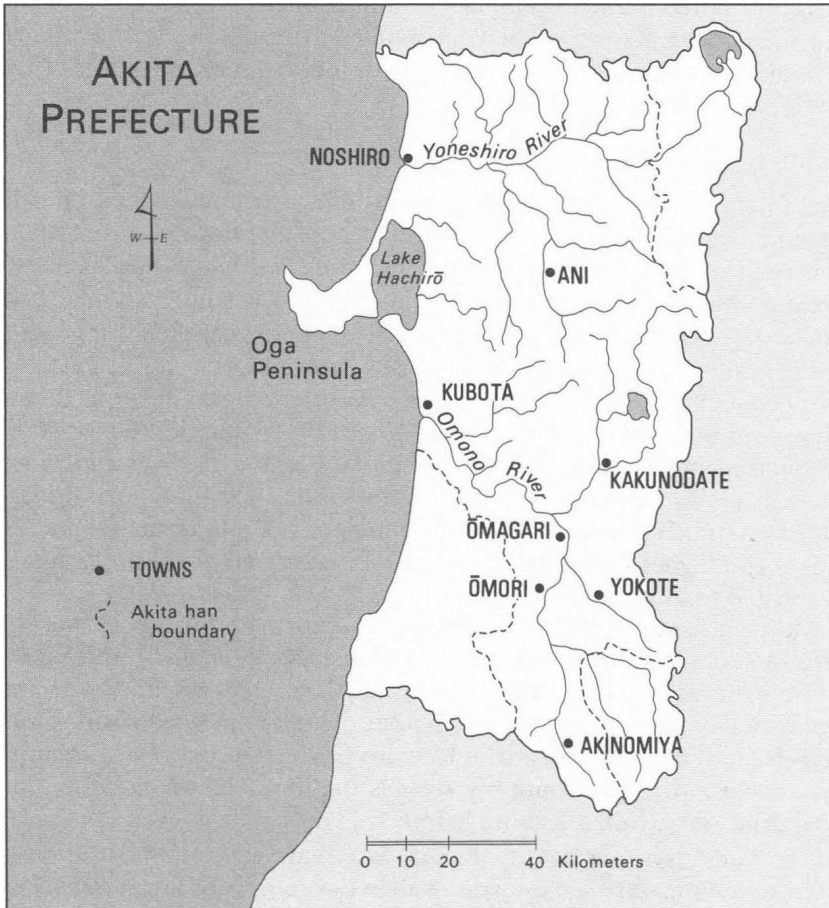 AKITA
PREFECTURE
NOSHIRO
Yoneshiro River
W E
Lake
Hachirō
ANI
Oga
Peninsula
KUBOTA
Omono
River
KAKUNODATE
ŌMAGARI
TOWNS
ŌMORI
YOKOTE
Akita han
boundary
AKINOMIYA
0 10 20 40 Kilometers